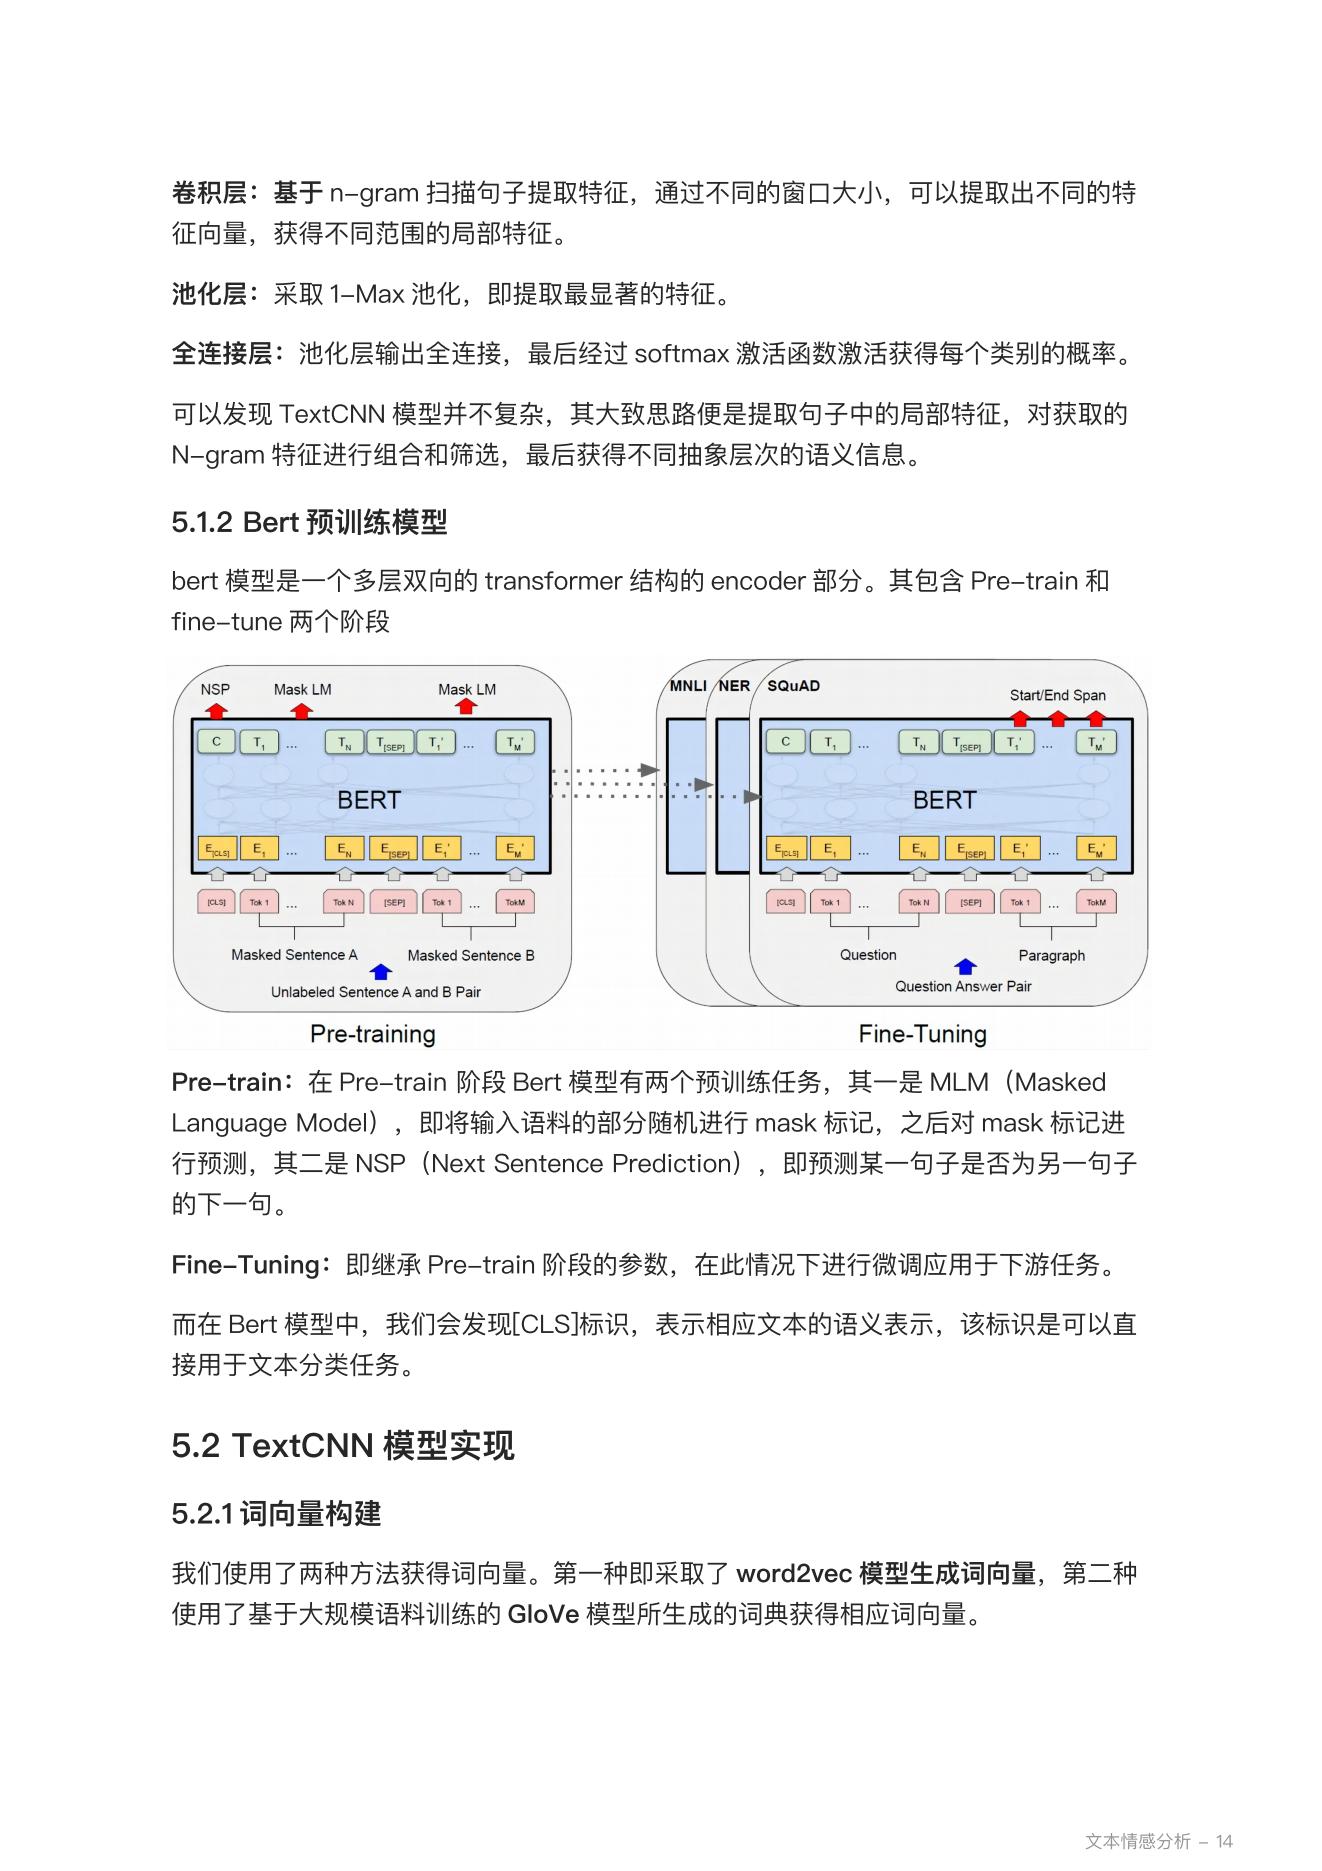 卷积层：基于 n-gram 扫描句子提取特征，通过不同的窗口大小，可以提取出不同的特
征向量，获得不同范围的局部特征。
池化层：采取 1-Max 池化，即提取最显著的特征。
全连接层：池化层输出全连接，最后经过 softmax 激活函数激活获得每个类别的概率。
可以发现 TextCNN 模型并不复杂，其大致思路便是提取句子中的局部特征，对获取的
N-gram 特征进行组合和筛选，最后获得不同抽象层次的语义信息。
5.1.2 Bert 预训练模型
bert 模型是一个多层双向的 transformer 结构的 encoder 部分。其包含 Pre-train 和
fine-tune 两个阶段
NSP Mask LM Mask LM
C T1 ... TN T[SEP] T1' ... TM'
BERT
E[CLS] E1 ... EN E[SEP] E1' ... EM'
[CLS] Tok 1 ... Tok N [SEP] Tok 1 ... TokM
Masked Sentence A Masked Sentence B
Unlabeled Sentence A and B Pair
Pre-training
MNLI NER SQuAD
Start/End Span
C T1 ... TN T[SEP] T1' ... TM'
BERT
E[CLS] E1 ... EN E[SEP] E1' ... EM'
[CLS] Tok 1 ... Tok N [SEP] Tok 1 ... TokM
Question Paragraph
Question Answer Pair
Fine-Tuning
Pre-train：在 Pre-train 阶段 Bert 模型有两个预训练任务，其一是 MLM（Masked
Language Model），即将输入语料的部分随机进行 mask 标记，之后对 mask 标记进
行预测，其二是 NSP（Next Sentence Prediction），即预测某一句子是否为另一句子
的下一句。
Fine-Tuning：即继承 Pre-train 阶段的参数，在此情况下进行微调应用于下游任务。
而在 Bert 模型中，我们会发现[CLS]标识，表示相应文本的语义表示，该标识是可以直
接用于文本分类任务。
5.2 TextCNN 模型实现
5.2.1 词向量构建
我们使用了两种方法获得词向量。第一种即采取了 word2vec 模型生成词向量，第二种
使用了基于大规模语料训练的 GloVe 模型所生成的词典获得相应词向量。
文本情感分析 - 14